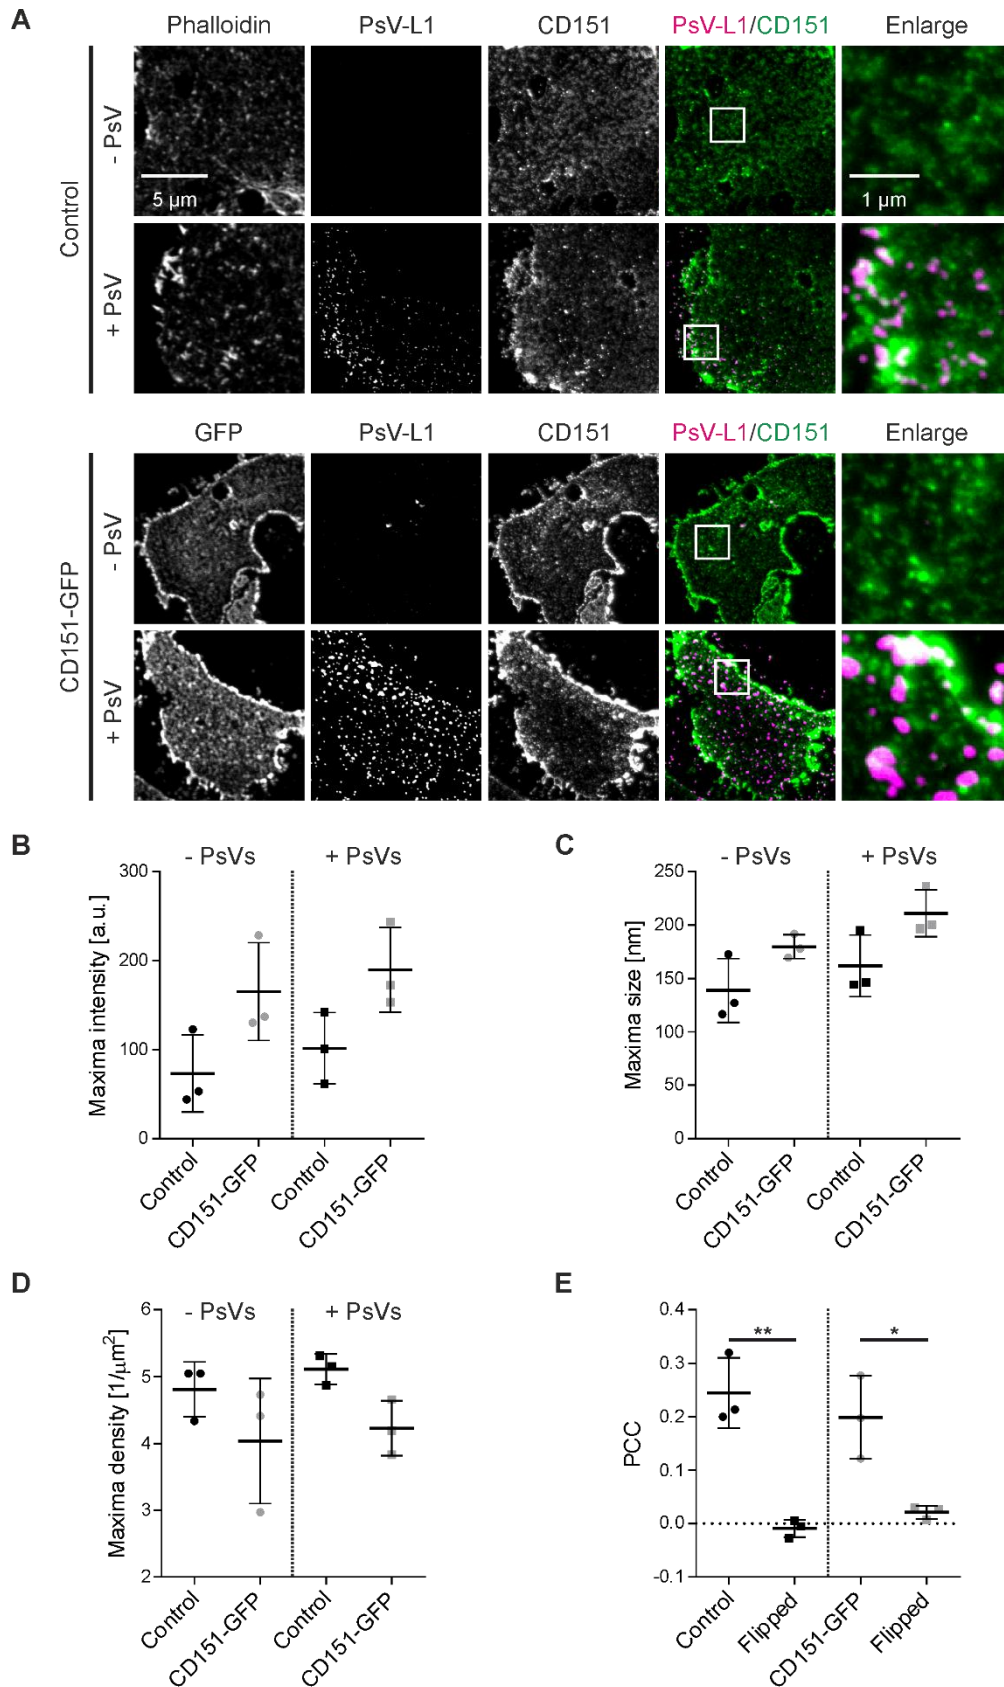 A
Phalloidin PsV-L1 CD151 PsV-L1/CD151 Enlarge
Control
- PsV
5 µm
1 µm
+ PsV
GFP PsV-L1 CD151 PsV-L1/CD151 Enlarge
CD151-GFP
- PsV
+ PsV
B
- PsVs + PsVs
Maxima intensity [a.u.]
300
200
100
0
Control CD151-GFP Control CD151-GFP
C
- PsVs + PsVs
Maxima size [nm]
250
200
150
100
50
0
Control CD151-GFP Control CD151-GFP
D
- PsVs + PsVs
Maxima density [1/µm²]
6
5
4
3
2
Control CD151-GFP Control CD151-GFP
E
PCC
0.4
0.3
0.2
0.1
0.0
-0.1
** *
Control Flipped CD151-GFP Flipped